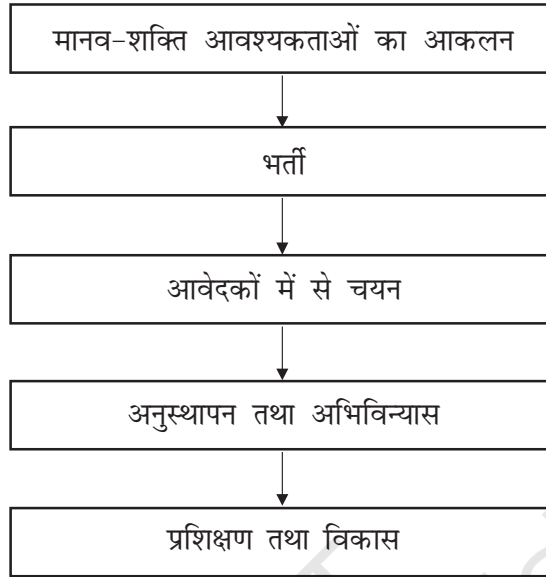 मानव-शक्ति आवश्यकताओं का आकलन
भर्ती
आवेदकों में से चयन
अनुस्थापन तथा अभिविन्यास
प्रशिक्षण तथा विकास